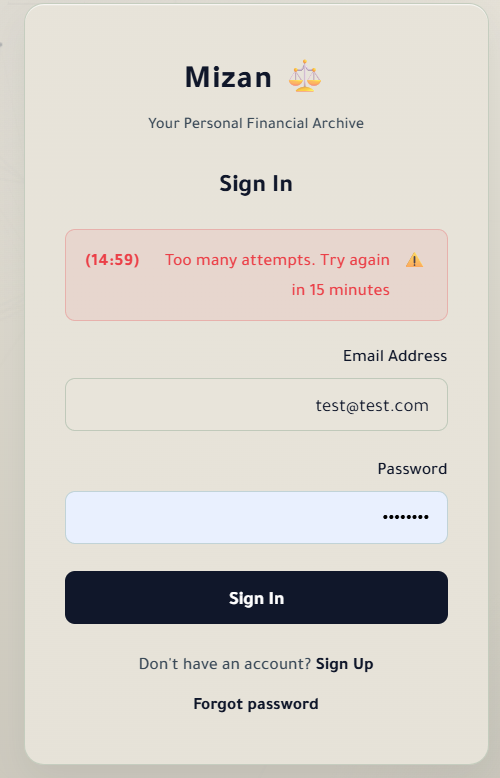 Mizan ⚖️
Your Personal Financial Archive
Sign In
(14:59) Too many attempts. Try again ⚠️
in 15 minutes
Email Address
test@test.com
Password
••••••••
Sign In
Don't have an account? Sign Up
Forgot password